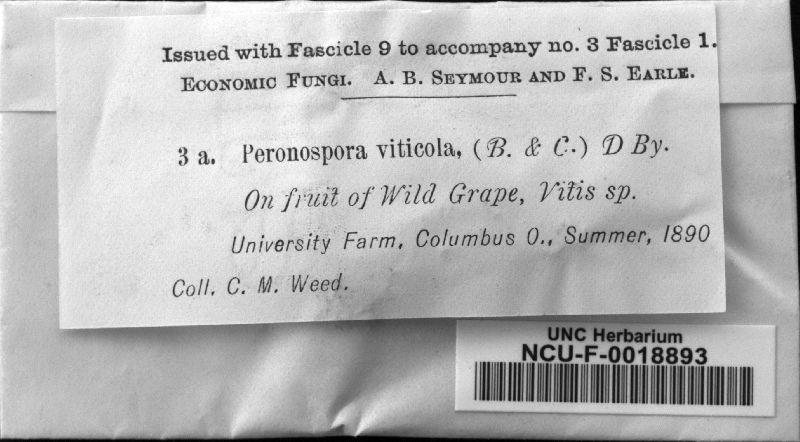 Issued with Fascicle 9 to accompany no. 3 Fascicle 1.
Economic Fungi. A. B. Seymour and F. S. Earle.
3 a. Peronospora viticola, (B. & C.) D By.
On fruit of Wild Grape, Vitis sp.
University Farm, Columbus O., Summer, 1890
Coll. C. M. Weed.
UNC Herbarium
NCU-F-0018893